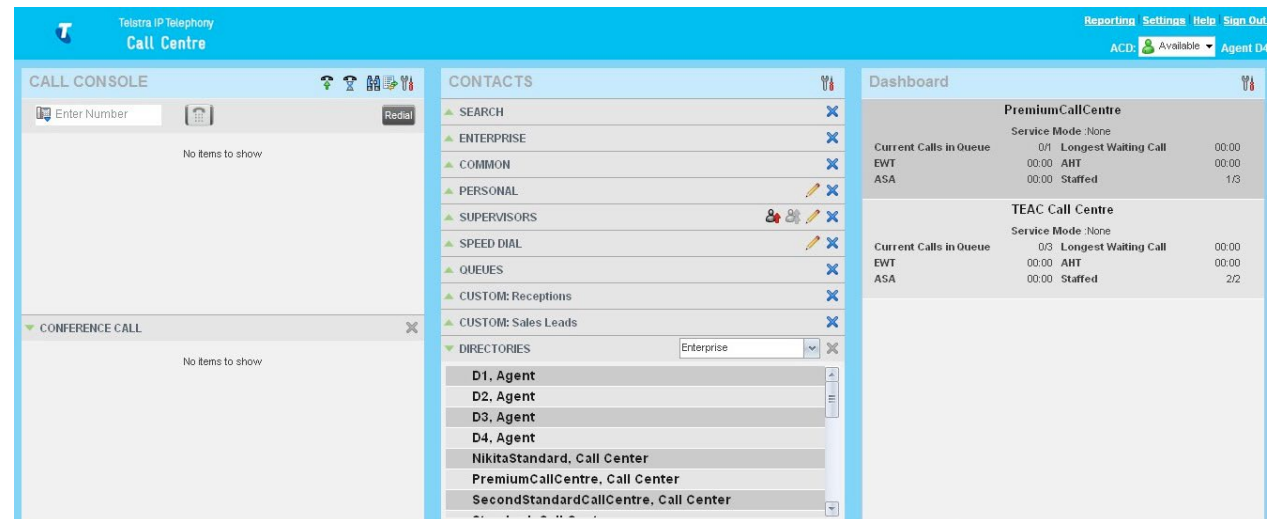 Telstra IP Telephony
Call Centre
Reporting Settings Help Sign Out
ACD: Available Agent D4
CALL CONSOLE
Enter Number
Redial
No items to show
CONFERENCE CALL
No items to show
CONTACTS
SEARCH
ENTERPRISE
COMMON
PERSONAL
SUPERVISORS
SPEED DIAL
QUEUES
CUSTOM: Receptions
CUSTOM: Sales Leads
DIRECTORIES Enterprise
D1, Agent
D2, Agent
D3, Agent
D4, Agent
NikitaStandard, Call Center
PremiumCallCentre, Call Center
SecondStandardCallCentre, Call Center
Dashboard
PremiumCallCentre
Service Mode :None
Current Calls in Queue 0/1 Longest Waiting Call 00:00
EWT 00:00 AHT 00:00
ASA 00:00 Staffed 1/3
TEAC Call Centre
Service Mode :None
Current Calls in Queue 0/3 Longest Waiting Call 00:00
EWT 00:00 AHT 00:00
ASA 00:00 Staffed 2/2